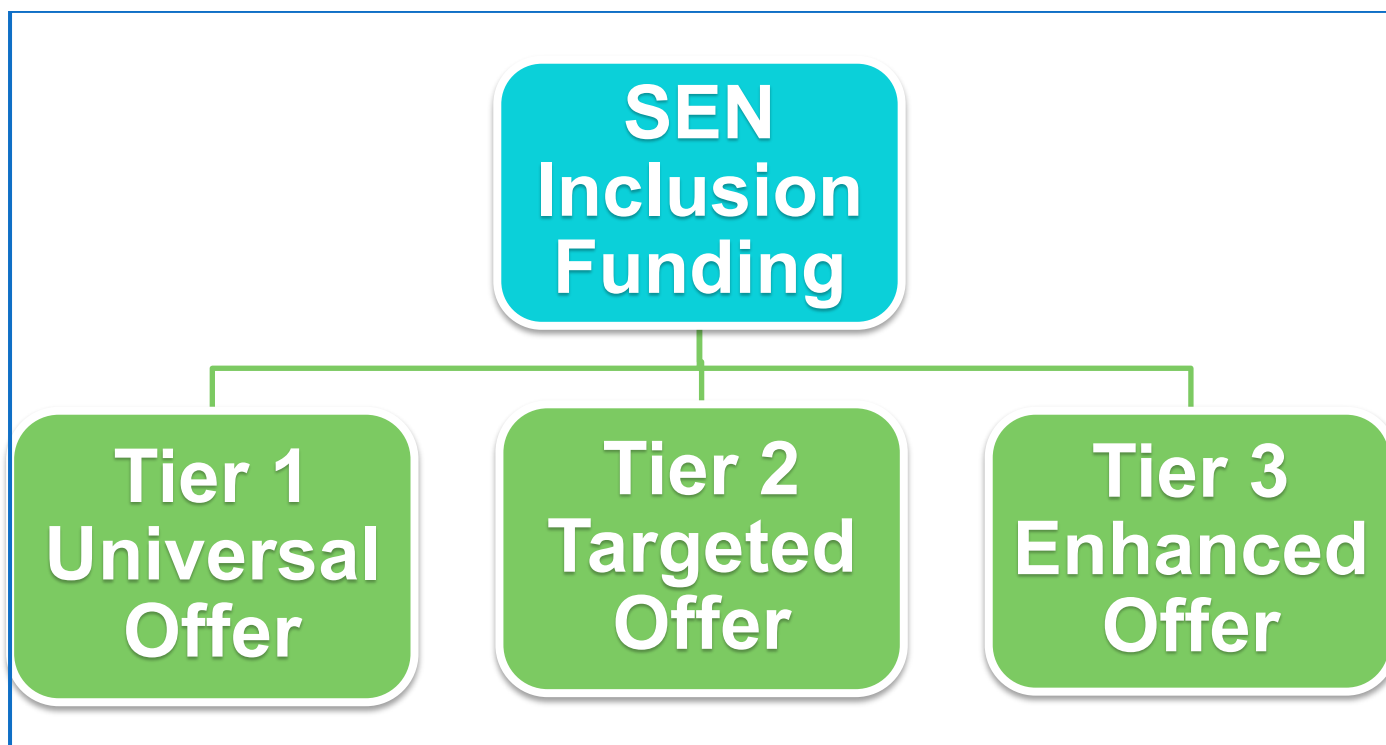 SEN
Inclusion
Funding
Tier 1
Universal
Offer
Tier 2
Targeted
Offer
Tier 3
Enhanced
Offer